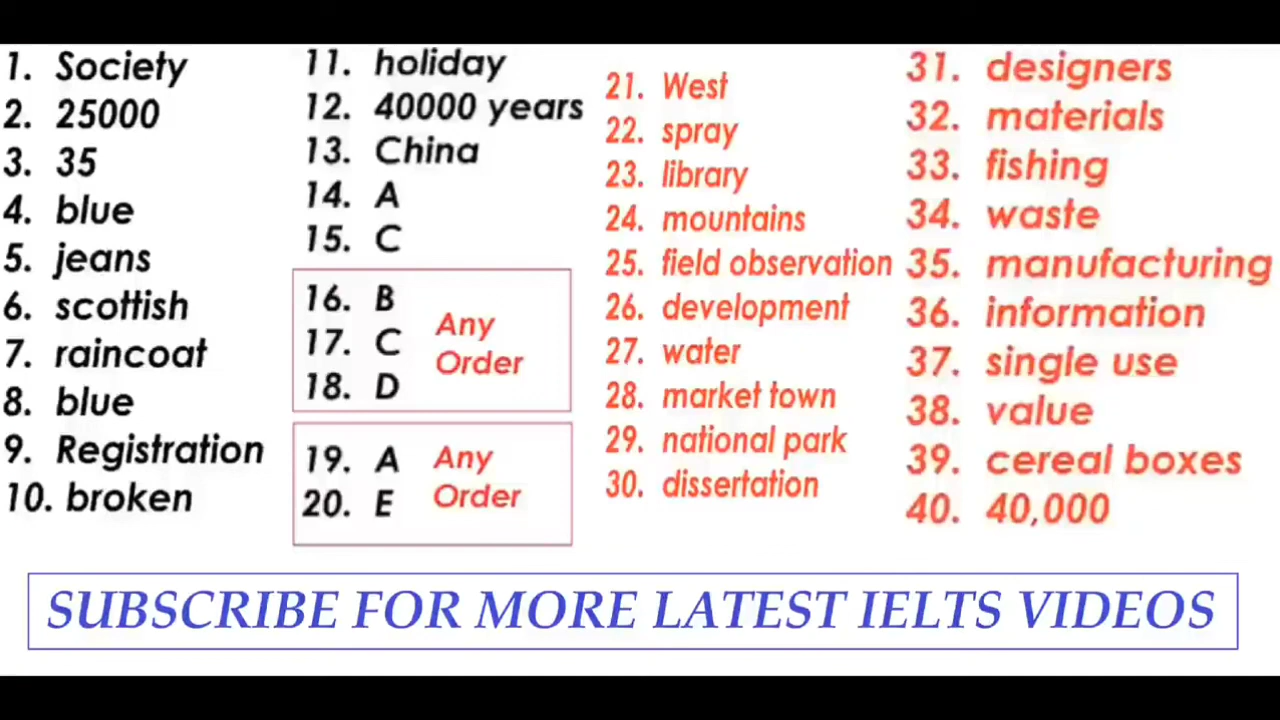 1. Society
2. 25000
3. 35
4. blue
5. jeans
6. scottish
7. raincoat
8. blue
9. Registration
10. broken
11. holiday
12. 40000 years
13. China
14. A
15. C
16. B
17. C
18. D
Any
Order
19. A
20. E
Any
Order
21. West
22. spray
23. library
24. mountains
25. field observation
26. development
27. water
28. market town
29. national park
30. dissertation
31. designers
32. materials
33. fishing
34. waste
35. manufacturing
36. information
37. single use
38. value
39. cereal boxes
40. 40,000
SUBSCRIBE FOR MORE LATEST IELTS VIDEOS